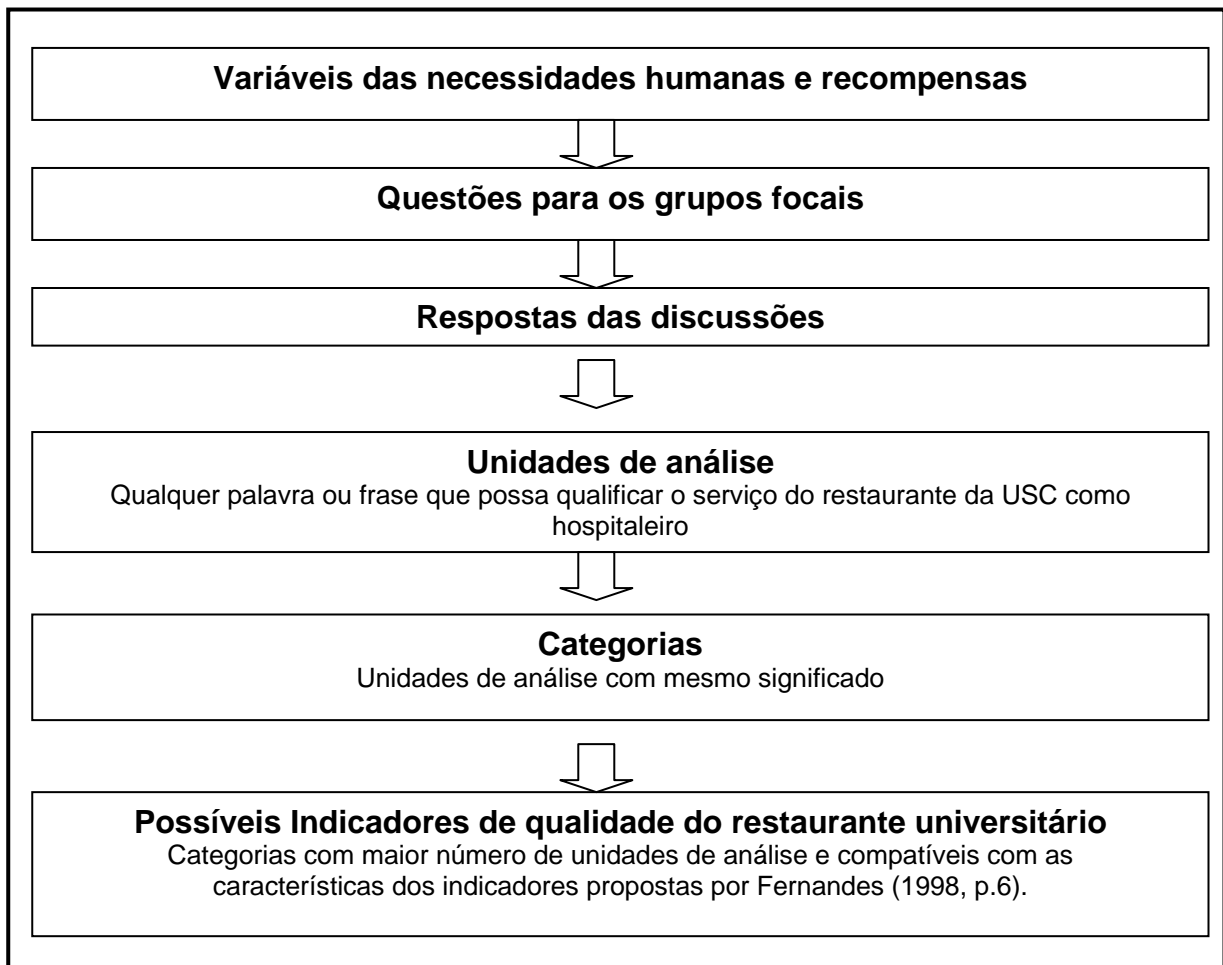 Variáveis das necessidades humanas e recompensas
Questões para os grupos focais
Respostas das discussões
Unidades de análise
Qualquer palavra ou frase que possa qualificar o serviço do restaurante da USC como
hospitaleiro
Categorias
Unidades de análise com mesmo significado
Possíveis Indicadores de qualidade do restaurante universitário
Categorias com maior número de unidades de análise e compatíveis com as
características dos indicadores propostas por Fernandes (1998, p.6).